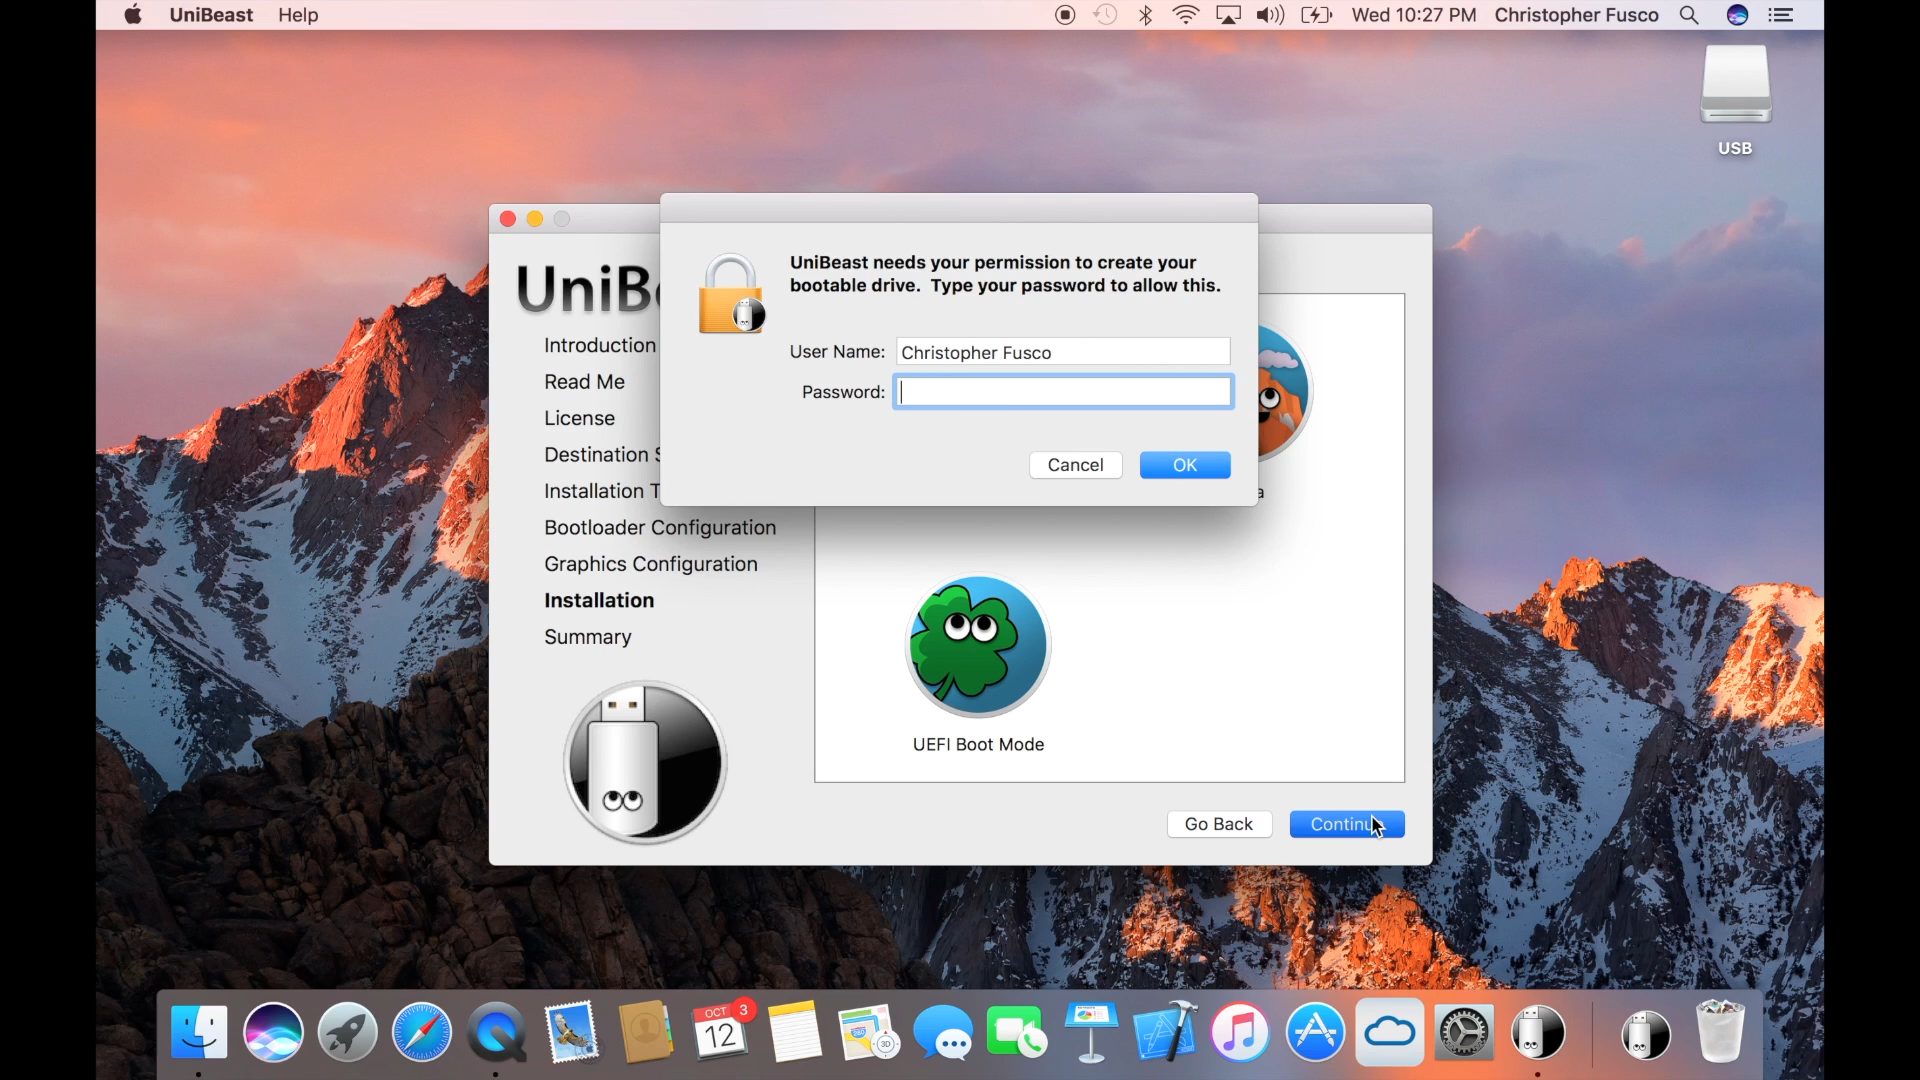 UniBeast Help Wed 10:27 PM Christopher Fusco
USB
UniBeast needs your permission to create your
bootable drive. Type your password to allow this.
User Name: Christopher Fusco
Password:
Cancel OK
UniB
Introduction
Read Me
License
Destination S
Installation T
Bootloader Configuration
Graphics Configuration
Installation
Summary
a
UEFI Boot Mode
Go Back Continu
OCT
12
3
3D